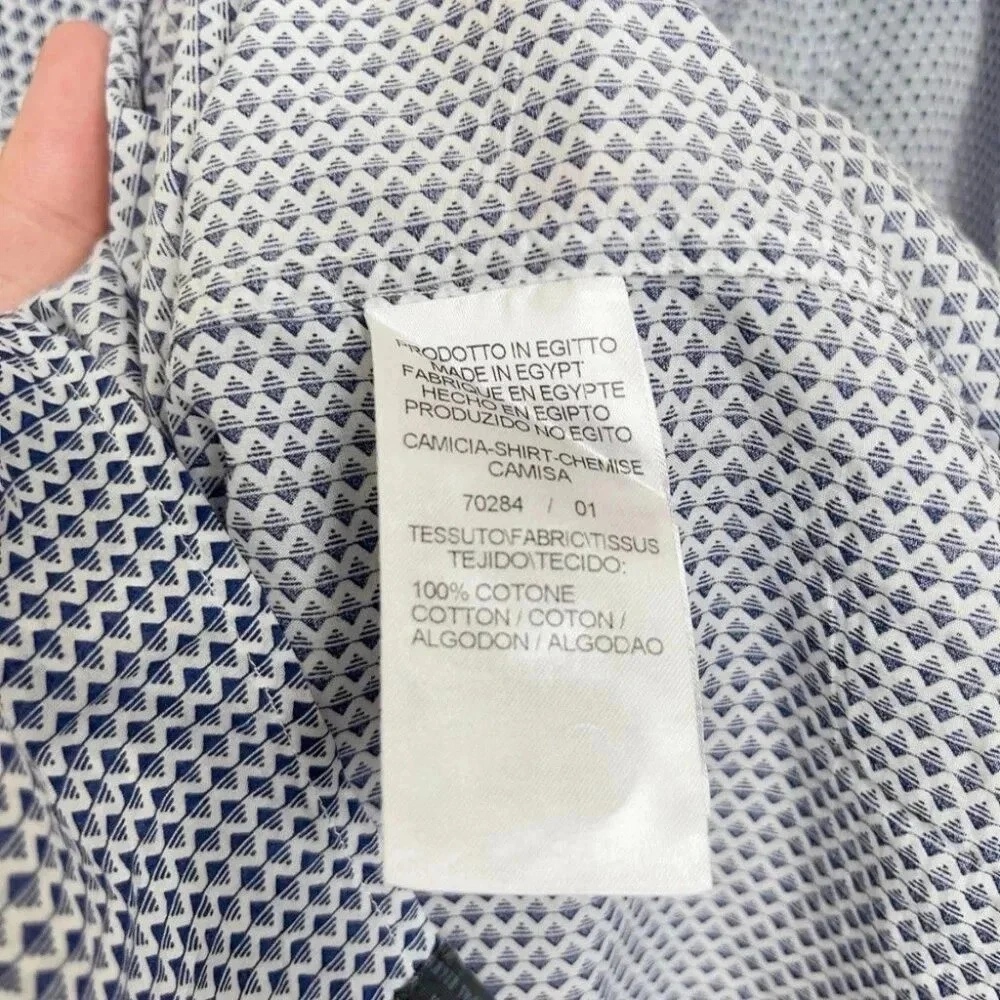 PRODOTTO IN EGITTO
MADE IN EGYPT
FABRIQUE EN EGYPTE
HECHO EN EGIPTO
PRODUZIDO NO EGITO
CAMICIA-SHIRT-CHEMISE
CAMISA
70284 / 01
TESSUTO\FABRIC\TISSUS
TEJIDO\TECIDO:
100% COTONE
COTTON / COTON /
ALGODON / ALGODAO